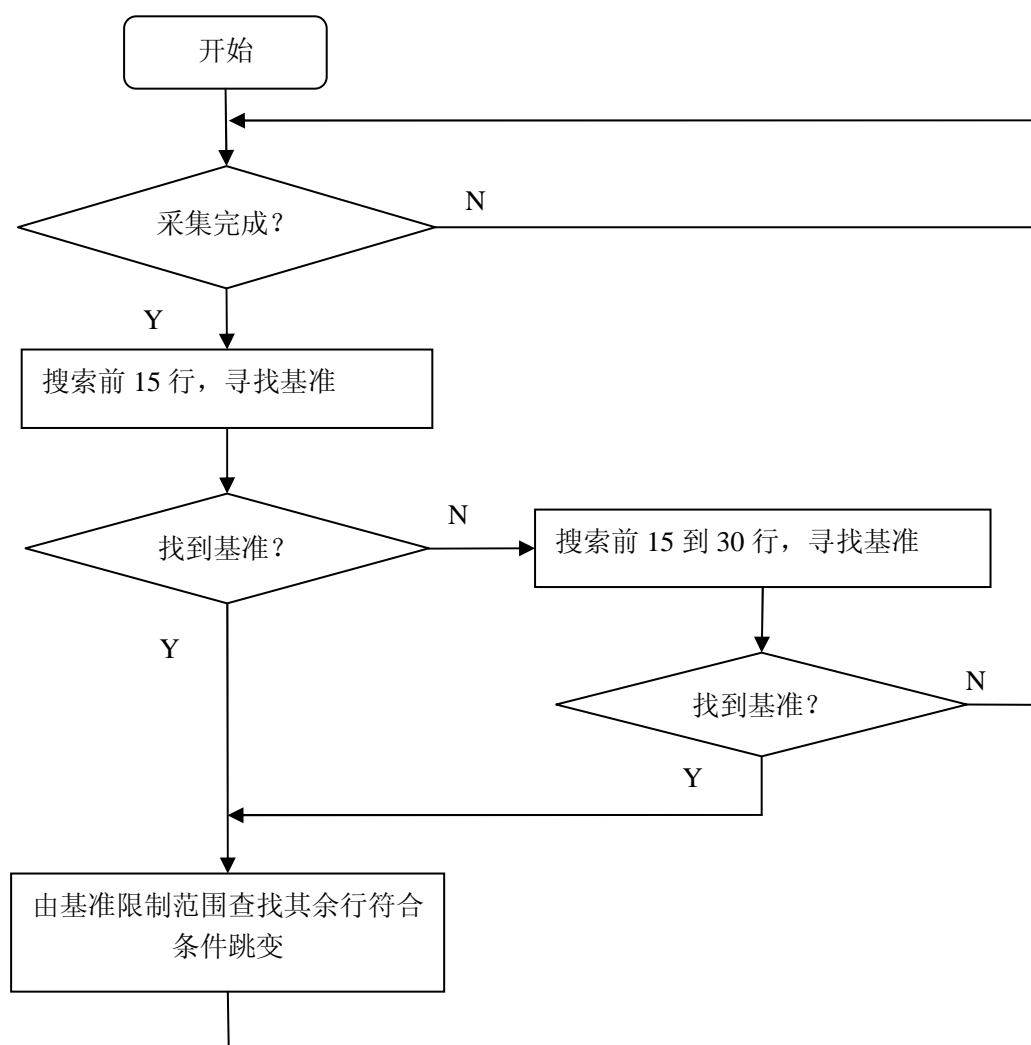 开始
采集完成？
N
Y
搜索前 15 行，寻找基准
找到基准？
N
搜索前 15 到 30 行，寻找基准
Y
找到基准？
N
Y
由基准限制范围查找其余行符合
条件跳变